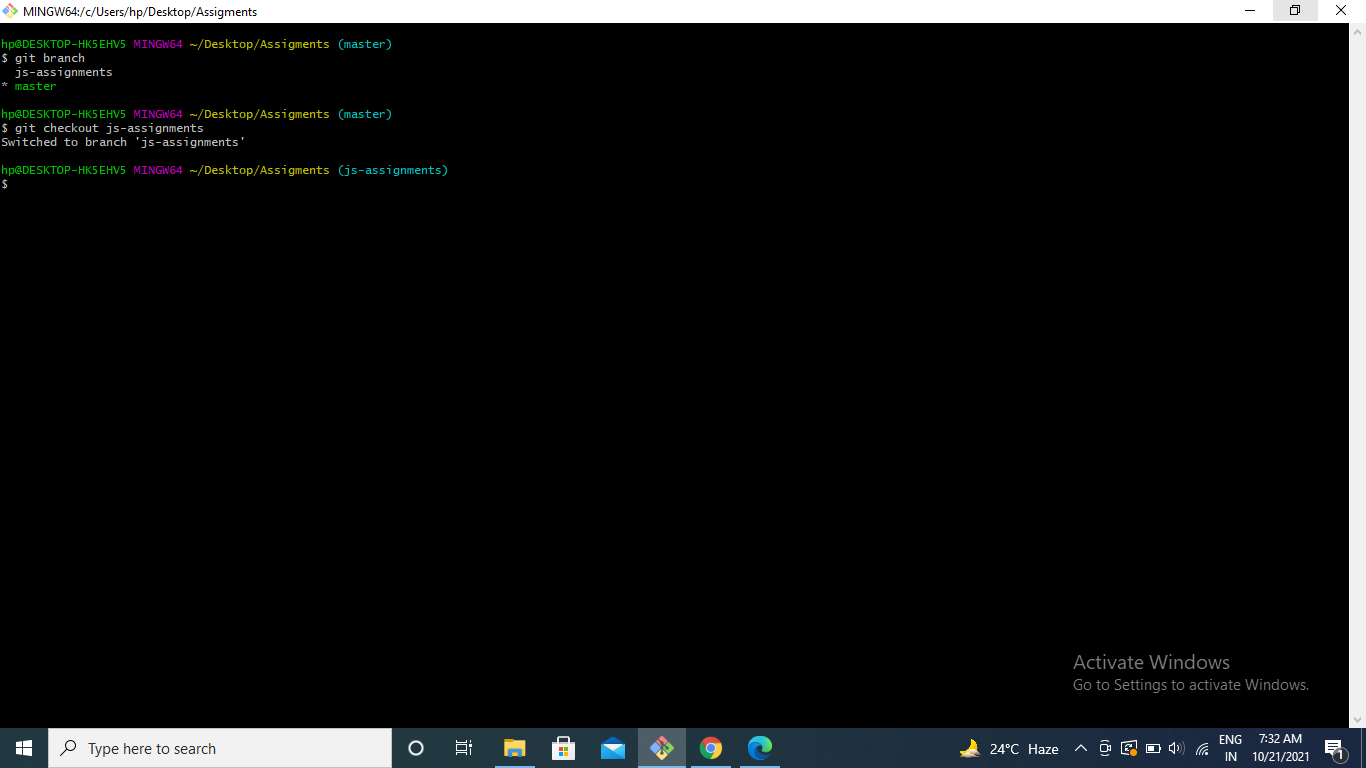 MINGW64:/c/Users/hp/Desktop/Assigments
hp@DESKTOP-HK5EHV5 MINGW64 ~/Desktop/Assigments (master)
$ git branch
  js-assignments
* master
hp@DESKTOP-HK5EHV5 MINGW64 ~/Desktop/Assigments (master)
$ git checkout js-assignments
Switched to branch 'js-assignments'
hp@DESKTOP-HK5EHV5 MINGW64 ~/Desktop/Assigments (js-assignments)
$
Activate Windows
Go to Settings to activate Windows.
Type here to search
24°C Haze
ENG
IN
7:32 AM
10/21/2021
1